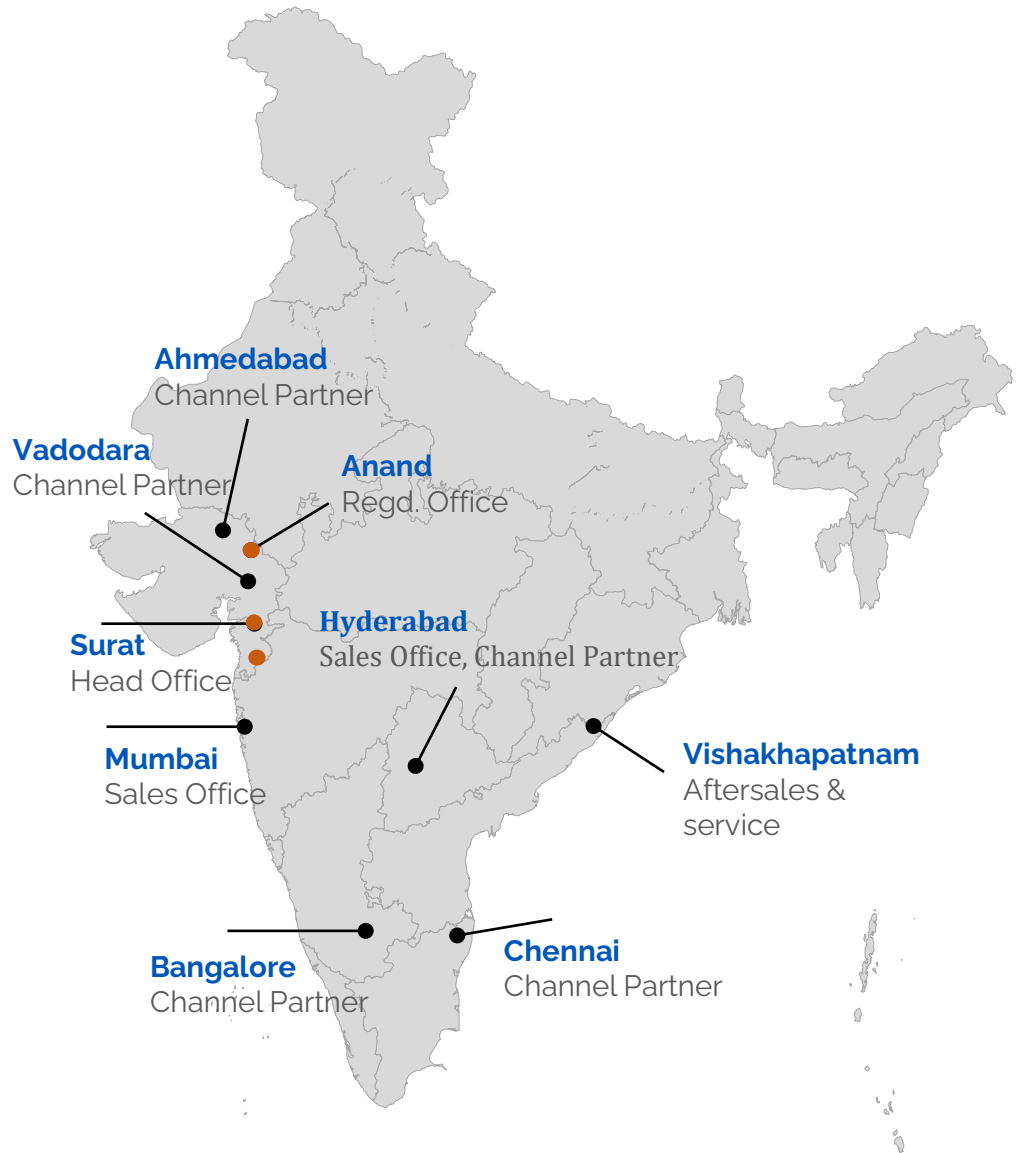 Ahmedabad
Channel Partner
Vadodara
Channel Partner
Anand
Regd. Office
Hyderabad
Sales Office, Channel Partner
Surat
Head Office
Mumbai
Sales Office
Vishakhapatnam
Aftersales &
service
Bangalore
Channel Partner
Chennai
Channel Partner